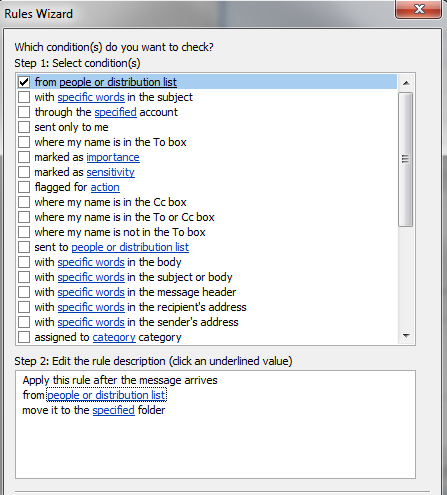 Rules Wizard
Which condition(s) do you want to check?
Step 1: Select condition(s)
from people or distribution list
with specific words in the subject
through the specified account
sent only to me
where my name is in the To box
marked as importance
marked as sensitivity
flagged for action
where my name is in the Cc box
where my name is in the To or Cc box
where my name is not in the To box
sent to people or distribution list
with specific words in the body
with specific words in the subject or body
with specific words in the message header
with specific words in the recipient's address
with specific words in the sender's address
assigned to category category
Step 2: Edit the rule description (click an underlined value)
Apply this rule after the message arrives
from people or distribution list
move it to the specified folder